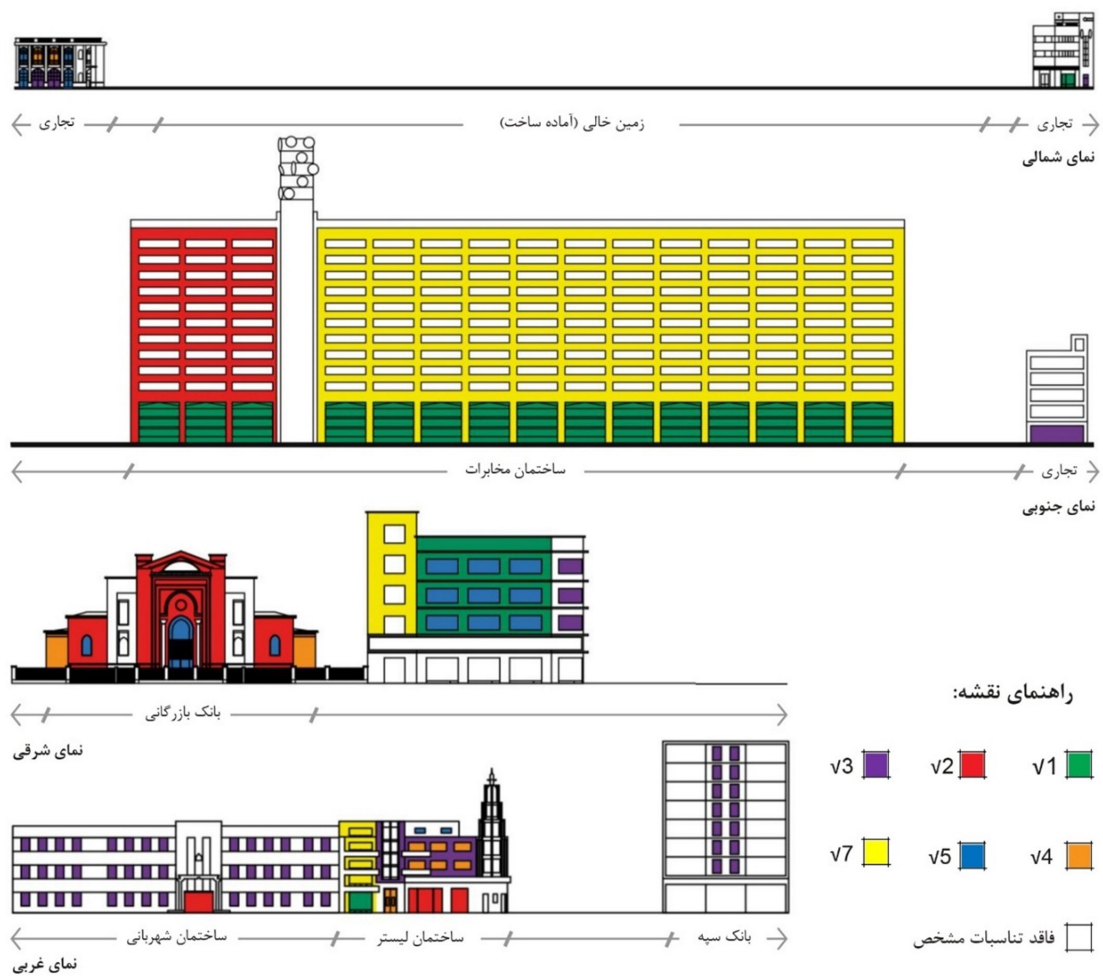 تجاری زمین خالی (آماده ساخت) تجاری
نمای شمالی
تجاری ساختمان مخابرات
نمای جنوبی
بانک بازرگانی
نمای شرقی
راهنمای نقشه:
√1 √2 √3
√4 √5 √7
فاقد تناسبات مشخص
بانک سپه ساختمان لیستر ساختمان شهربانی
نمای غربی